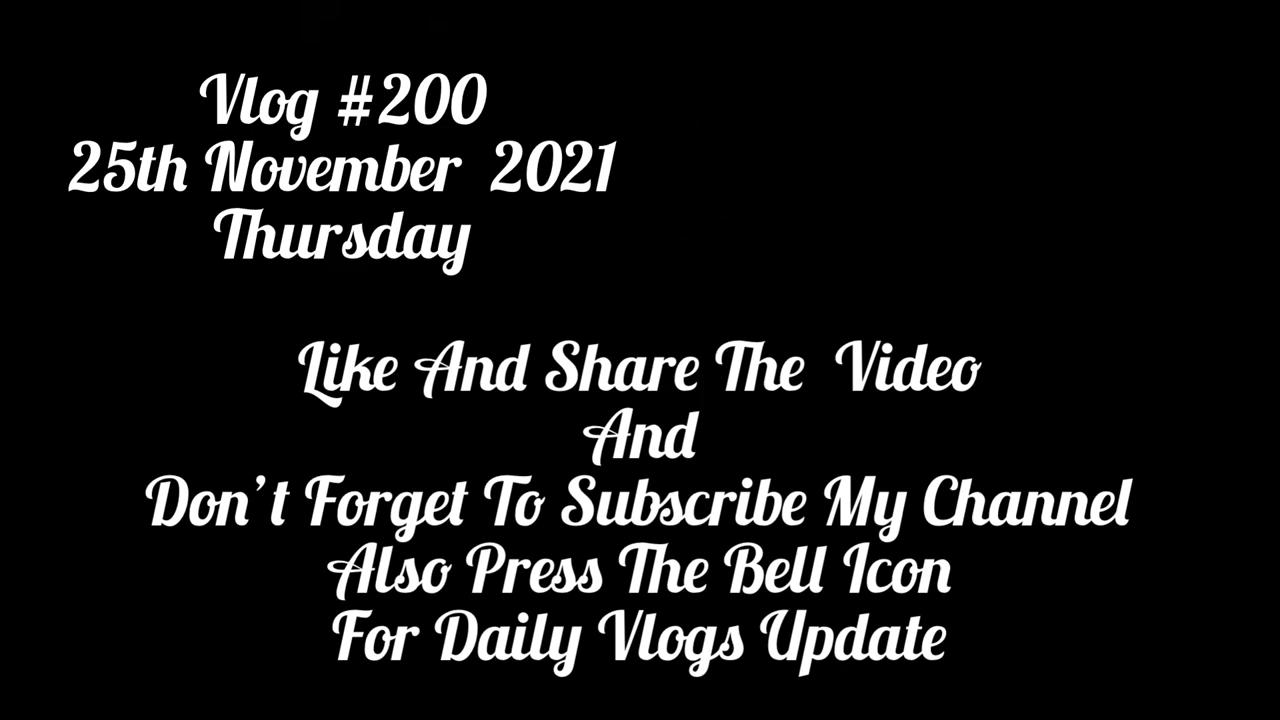 Vlog #200
25th November 2021
Thursday
Like And Share The Video
And
Don't Forget To Subscribe My Channel
Also Press The Bell Icon
For Daily Vlogs Update